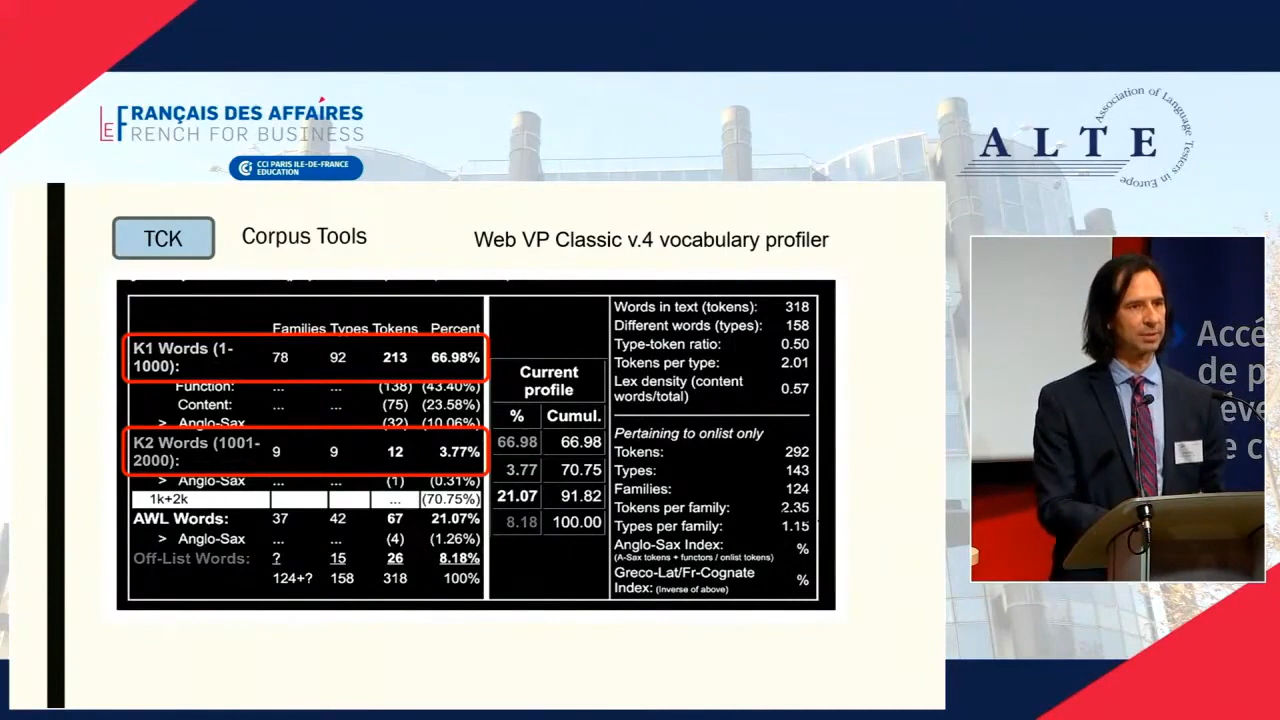 LE FRANÇAIS DES AFFAIRES
FRENCH FOR BUSINESS
CCI PARIS ILE-DE-FRANCE
EDUCATION
ALTE
Association of Language Testers in Europe
TCK
Corpus Tools
Web VP Classic v.4 vocabulary profiler
Families Types Tokens Percent
K1 Words (1-
1000): 78 92 213 66.98%
Function: ... ... (138) (43.40%)
Content: ... ... (75) (23.58%)
> Anglo-Sax ... ... (32) (10.06%)
K2 Words (1001-
2000): 9 9 12 3.77%
> Anglo-Sax ... ... (1) (0.31%)
1k+2k ... (70.75%)
AWL Words: 37 42 67 21.07%
> Anglo-Sax ... ... (4) (1.26%)
Off-List Words: ? 15 26 8.18%
124+? 158 318 100%
Current
profile
% Cumul.
66.98 66.98
3.77 70.75
21.07 91.82
8.18 100.00
Words in text (tokens): 318
Different words (types): 158
Type-token ratio: 0.50
Tokens per type: 2.01
Lex density (content
words/total) 0.57
Pertaining to onlist only
Tokens: 292
Types: 143
Families: 124
Tokens per family: 2.35
Types per family: 1.15
Anglo-Sax Index: %
(A-Sax tokens + functors / onlist tokens)
Greco-Lat/Fr-Cognate
Index: (Inverse of above) %
Accé
de p